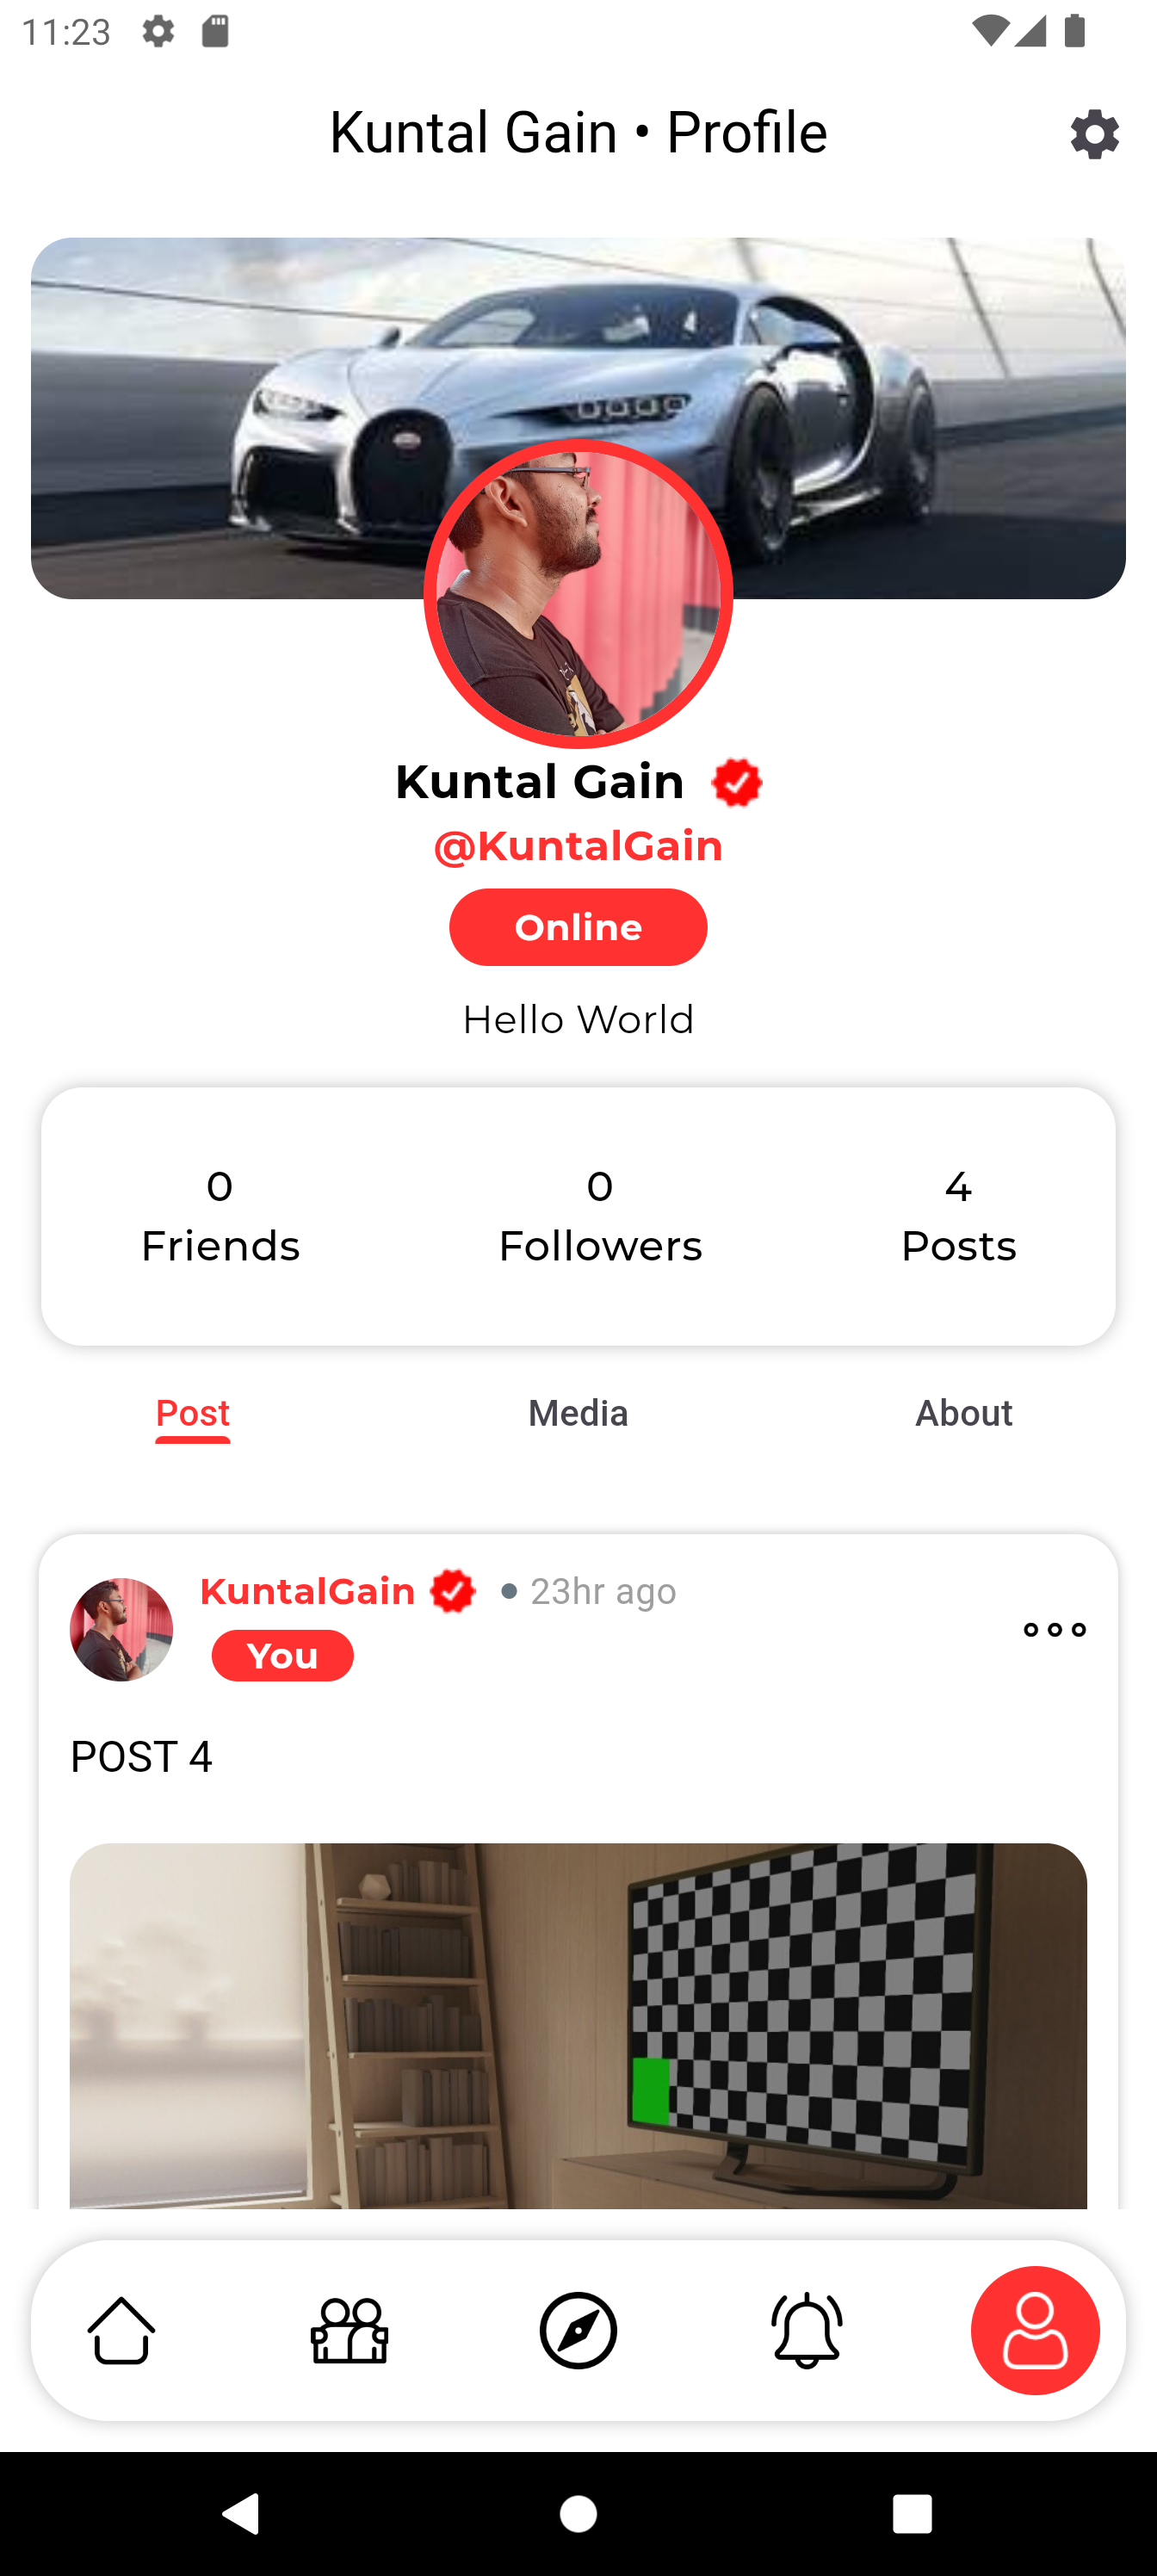 11:23
Kuntal Gain • Profile
Kuntal Gain
@KuntalGain
Online
Hello World
0 0 4
Friends Followers Posts
Post Media About
KuntalGain • 23hr ago
You
POST 4